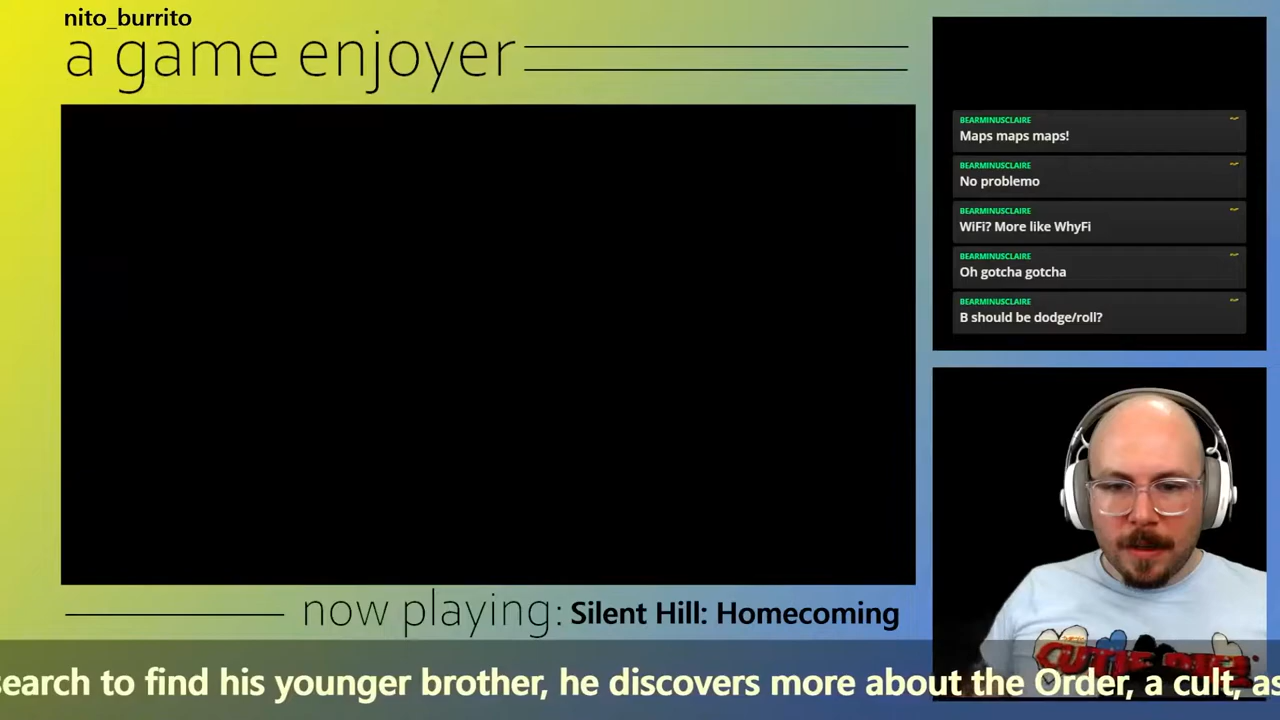 nito_burrito
a game enjoyer
BEARMINUSCLAIRE
Maps maps maps!
BEARMINUSCLAIRE
No problemo
BEARMINUSCLAIRE
WiFi? More like WhyFi
BEARMINUSCLAIRE
Oh gotcha gotcha
BEARMINUSCLAIRE
B should be dodge/roll?
now playing: Silent Hill: Homecoming
search to find his younger brother, he discovers more about the Order, a cult, as